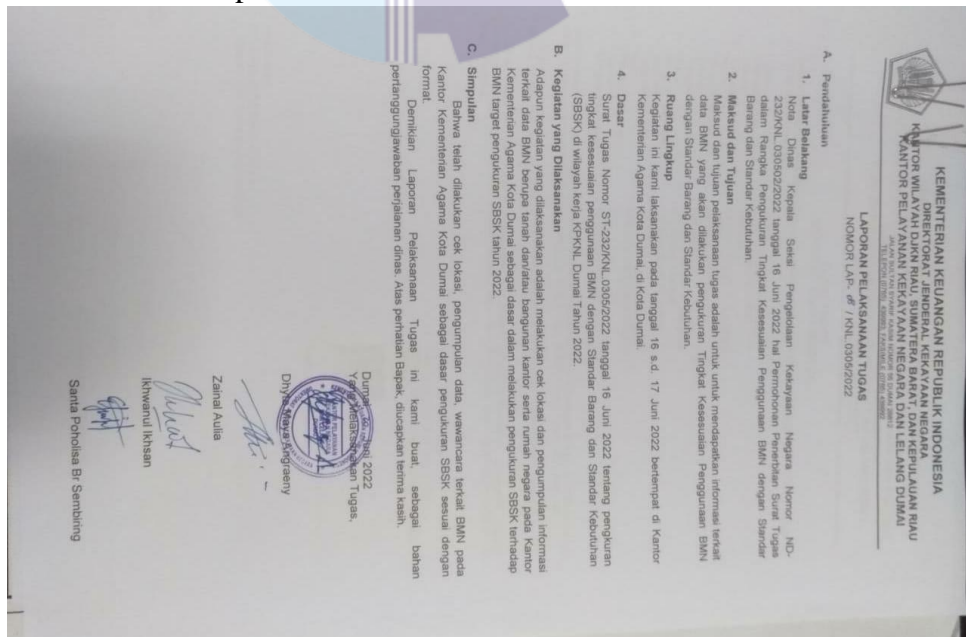 KEMENTERIAN KEUANGAN REPUBLIK INDONESIA
DIREKTORAT JENDERAL KEKAYAAN NEGARA
KANTOR WILAYAH DJKN RIAU, SUMATERA BARAT, DAN KEPULAUAN RIAU
KANTOR PELAYANAN KEKAYAAN NEGARA DAN LELANG DUMAI
LAPORAN PELAKSANAAN TUGAS
NOMOR LAP- / KNL.0305/2022
A. Pendahuluan
1. Latar Belakang
Nota Dinas Kepala Seksi Pengelolaan Kekayaan Negara Nomor ND-
232/KNL.030502/2022 tanggal 16 Juni 2022 hal Permohonan Penerbitan Surat Tugas
dalam Rangka Pengukuran Tingkat Kesesuaian Penggunaan BMN dengan Standar
Barang dan Standar Kebutuhan.
2. Maksud dan Tujuan
Maksud dan tujuan pelaksanaan tugas adalah untuk untuk mendapatkan informasi terkait
data BMN yang akan dilakukan pengukuran Tingkat Kesesuaian Penggunaan BMN
dengan Standar Barang dan Standar Kebutuhan.
3. Ruang Lingkup
Kegiatan ini kami laksanakan pada tanggal 16 s.d. 17 Juni 2022 bertempat di Kantor
Kementerian Agama Kota Dumai, di Kota Dumai.
4. Dasar
Surat Tugas Nomor ST-232/KNL.0305/2022 tanggal 16 Juni 2022 tentang pengkuran
tingkat kesesuaian penggunaan BMN dengan Standar Barang dan Standar Kebutuhan
(SBSK) di wilayah kerja KPKNL Dumai Tahun 2022.
B. Kegiatan yang Dilaksanakan
Adapun kegiatan yang dilaksanakan adalah melakukan cek lokasi dan pengumpulan informasi
terkait data BMN berupa tanah dan/atau bangunan kantor serta rumah negara pada Kantor
Kementerian Agama Kota Dumai sebagai dasar dalam melakukan pengukuran SBSK terhadap
BMN target pengukuran SBSK tahun 2022.
C. Simpulan
Bahwa telah dilakukan cek lokasi, pengumpulan data, wawancara terkait BMN pada
Kantor Kementerian Agama Kota Dumai sebagai dasar pengukuran SBSK sesuai dengan
format.
Demikian Laporan Pelaksanaan Tugas ini kami buat, sebagai bahan
pertanggungjawaban perjalanan dinas. Atas perhatian Bapak, diucapkan terima kasih.
Dumai, Juni 2022
Yang Melaksanakan Tugas,
Dhyra Maya Angraeny
Zainal Aulia
Ikhwanul Ikhsan
Santa Poholisa Br Sembiring